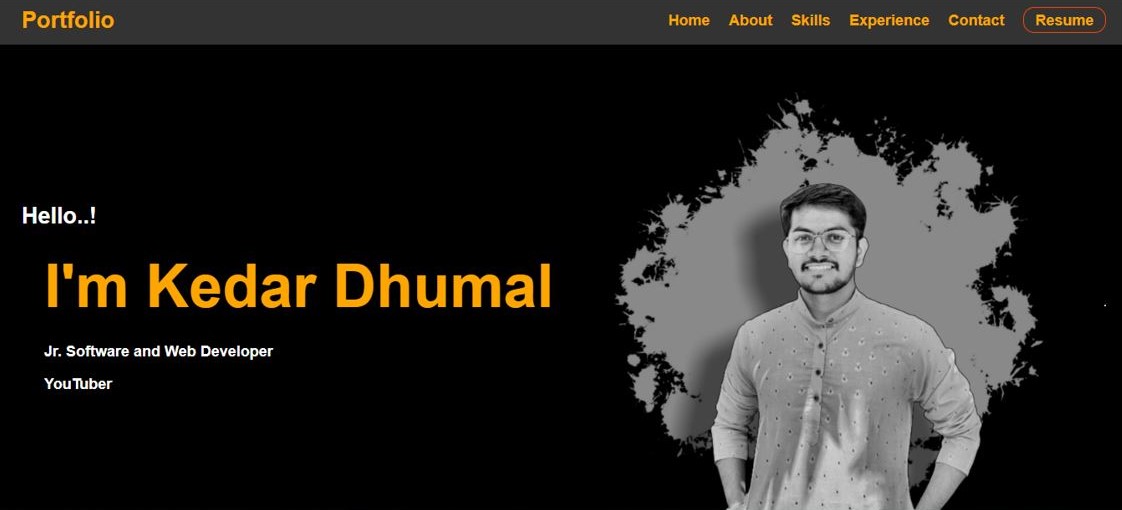 Portfolio
Home About Skills Experience Contact Resume
Hello..!
I'm Kedar Dhumal
Jr. Software and Web Developer
YouTuber